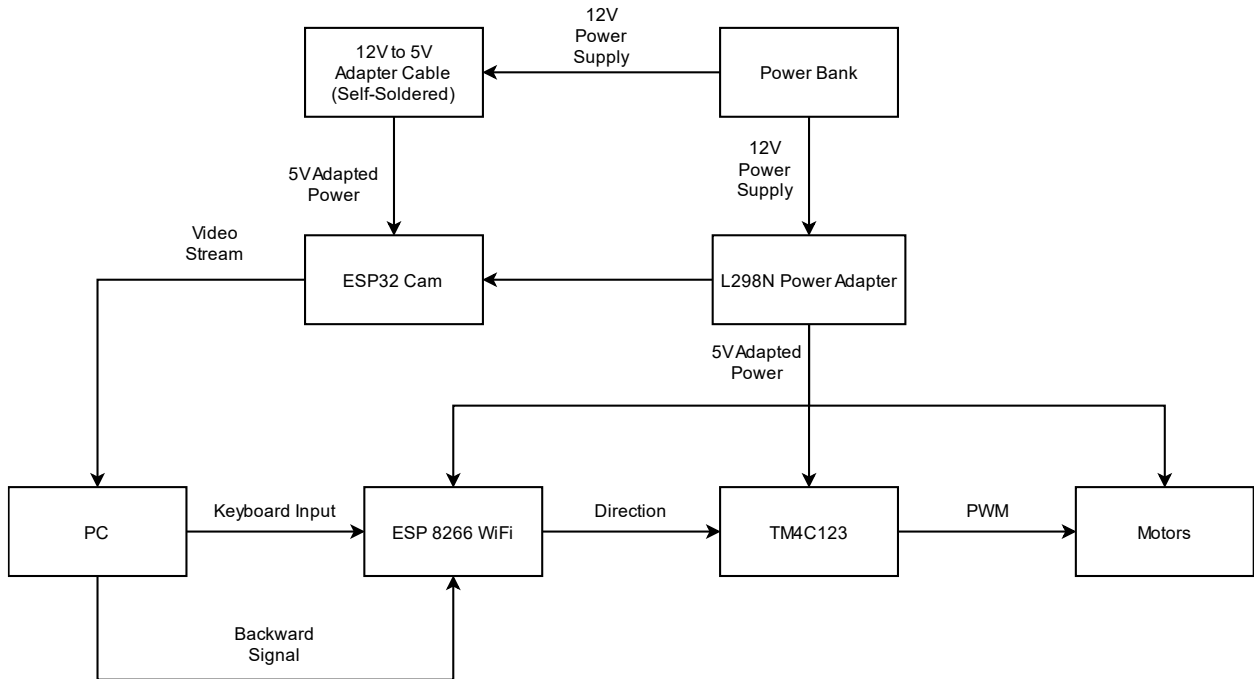 12V
Power
Supply
12V to 5V
Adapter Cable
(Self-Soldered)
Power Bank
12V
Power
Supply
5V Adapted
Power
Video
Stream
ESP32 Cam
L298N Power Adapter
5V Adapted
Power
PC
Keyboard Input
ESP 8266 WiFi
Direction
TM4C123
PWM
Motors
Backward
Signal